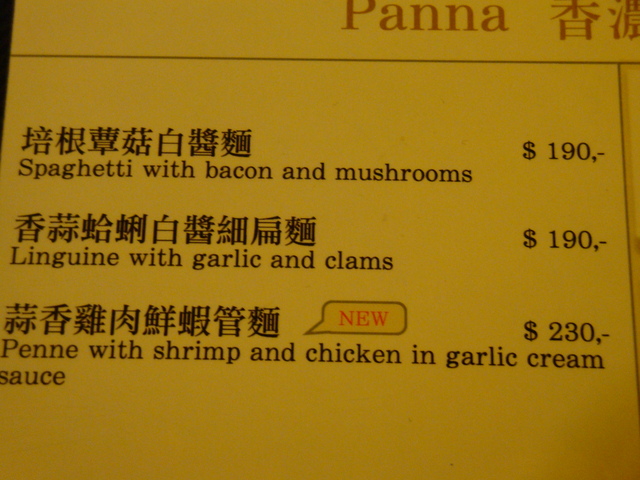 Panna 香濃
培根蕈菇白醬麵 $ 190,-
Spaghetti with bacon and mushrooms
香蒜蛤蜊白醬細扁麵 $ 190,-
Linguine with garlic and clams
蒜香雞肉鮮蝦管麵 NEW $ 230,-
Penne with shrimp and chicken in garlic cream
sauce